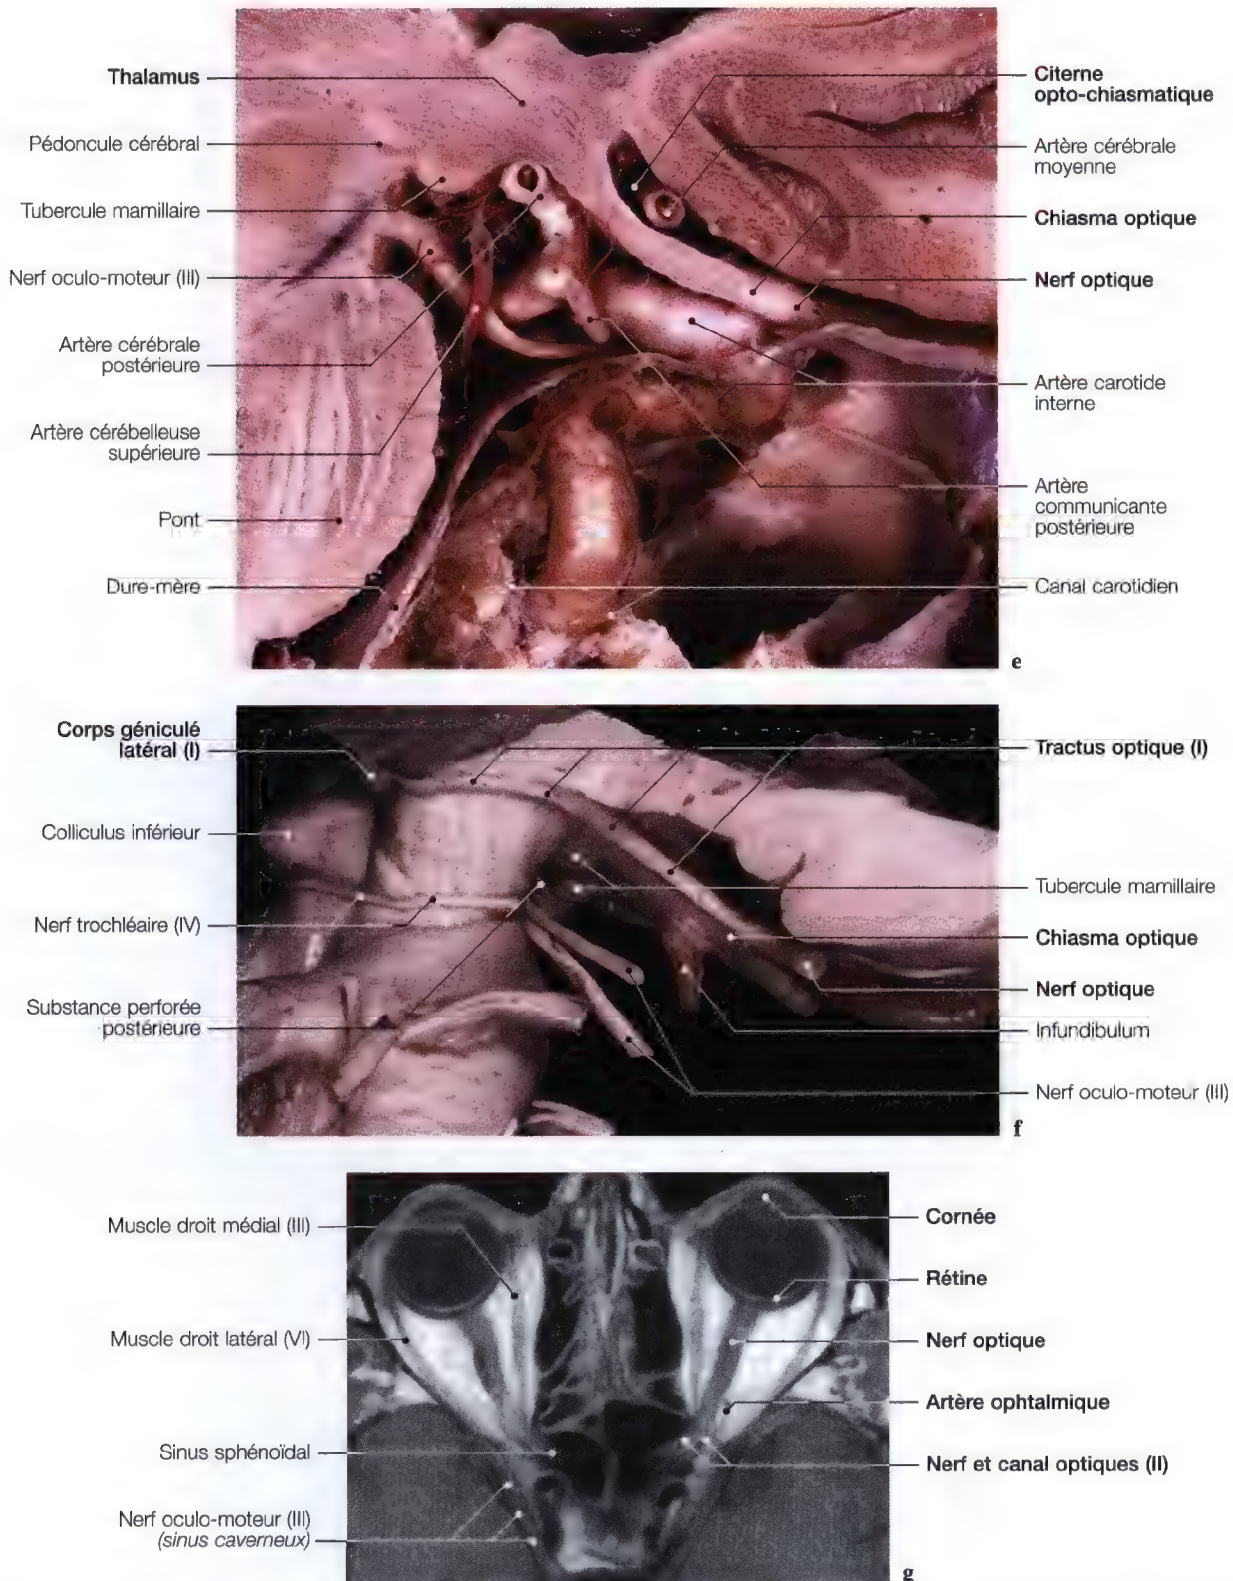 Thalamus
Pédoncule cérébral
Tubercule mamillaire
Nerf oculo-moteur (III)
Artère cérébrale
postérieure
Artère cérébelleuse
supérieure
Pont
Dure-mère
Citerne
opto-chiasmatique
Artère cérébrale
moyenne
Chiasma optique
Nerf optique
Artère carotide
interne
Artère
communicante
postérieure
Canal carotidien
e
Corps géniculé
latéral (I)
Colliculus inférieur
Nerf trochléaire (IV)
Substance perforée
postérieure
Tractus optique (I)
Tubercule mamillaire
Chiasma optique
Nerf optique
Infundibulum
Nerf oculo-moteur (III)
f
Muscle droit médial (III)
Muscle droit latéral (VI)
Sinus sphénoïdal
Nerf oculo-moteur (III)
(sinus caverneux)
Cornée
Rétine
Nerf optique
Artère ophtalmique
Nerf et canal optiques (II)
g